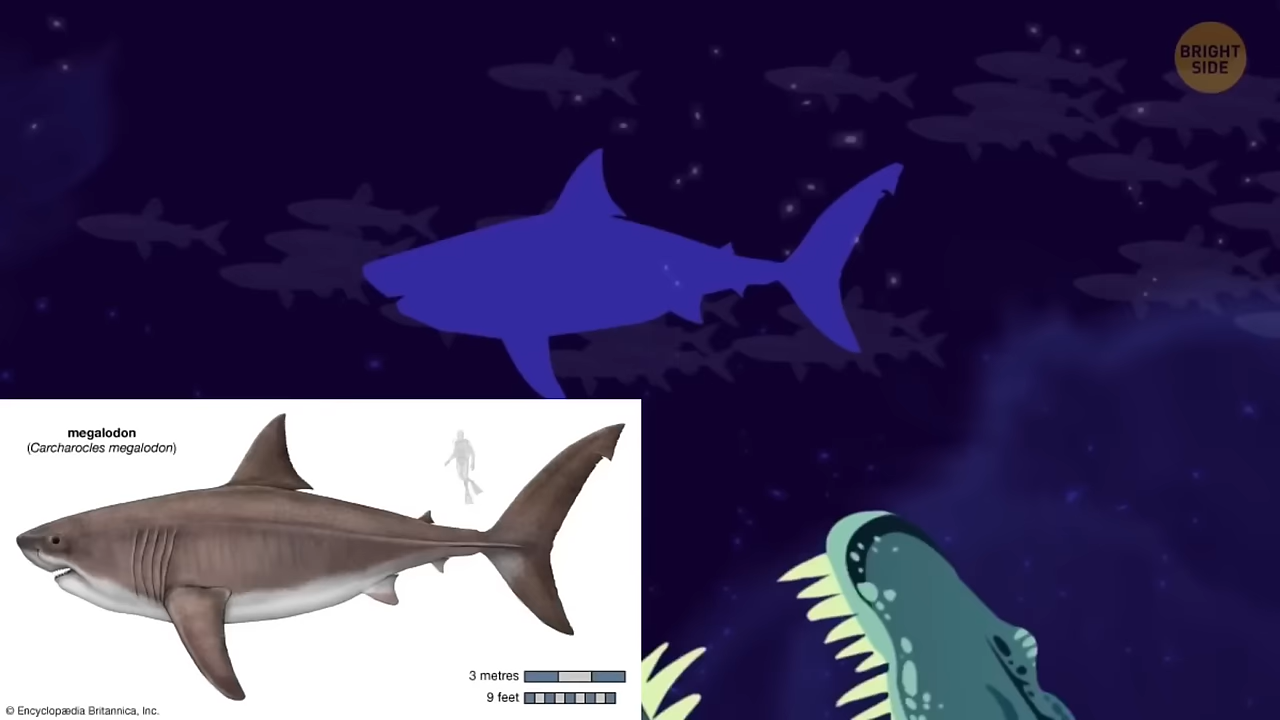 BRIGHT
SIDE
megalodon
(Carcharocles megalodon)
3 metres
9 feet
© Encyclopædia Britannica, Inc.